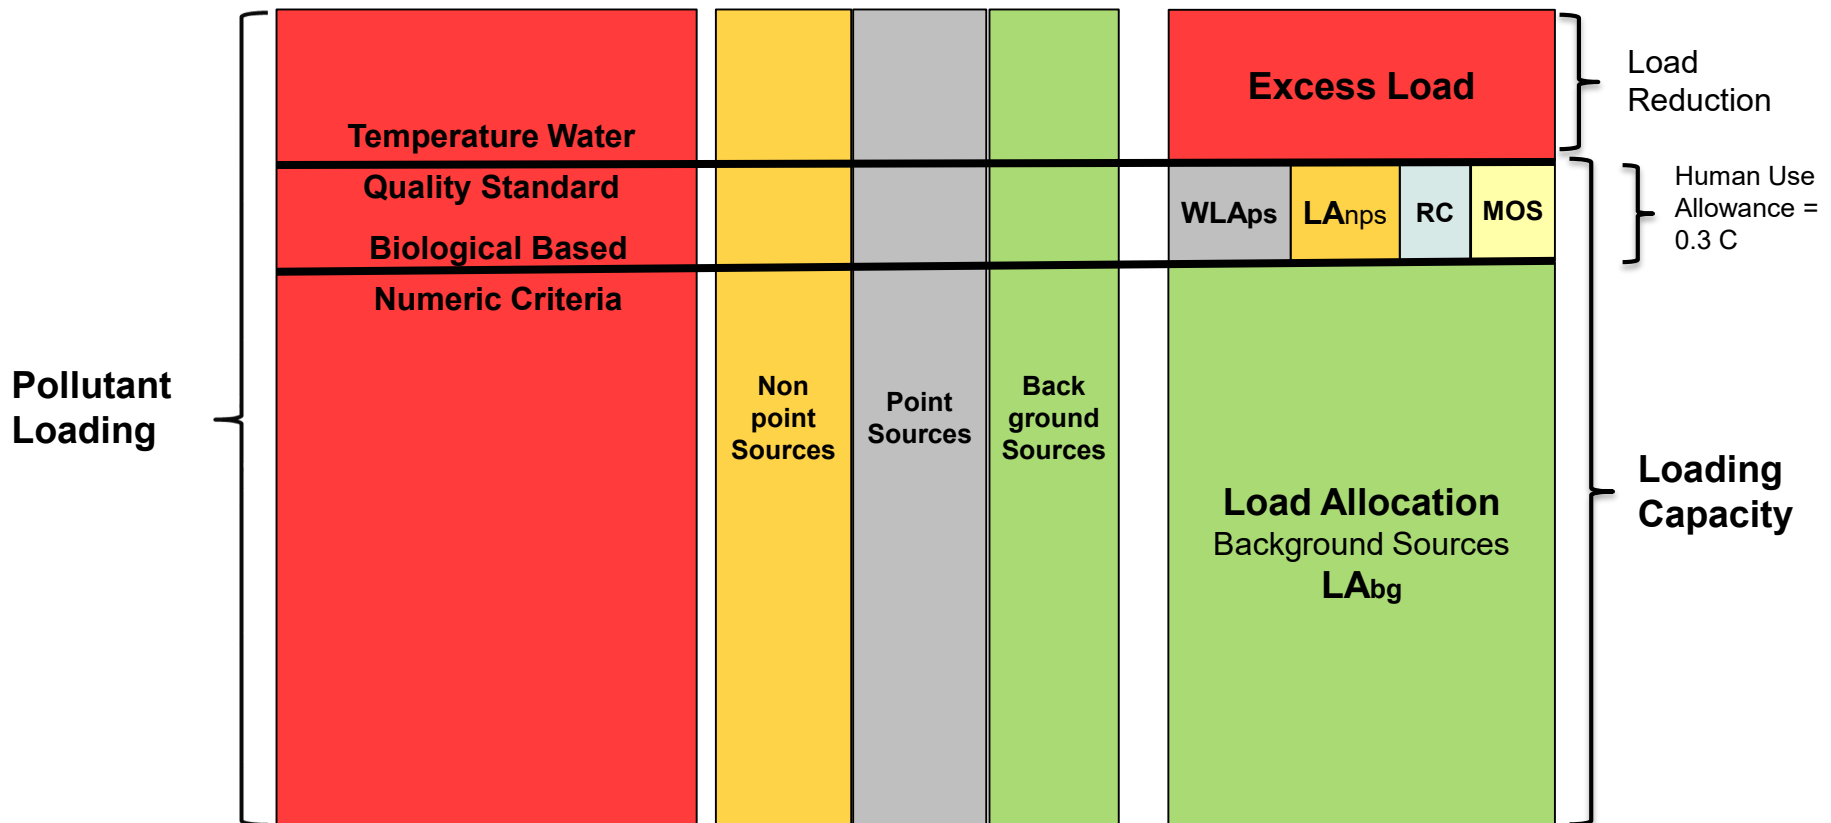 Pollutant
Loading
Temperature Water
Quality Standard
Biological Based
Numeric Criteria
Non
point
Sources
Point
Sources
Back
ground
Sources
Excess Load
WLAps
LAnps
RC
MOS
Load Allocation
Background Sources
LAbg
Load
Reduction
Human Use
Allowance =
0.3 C
Loading
Capacity